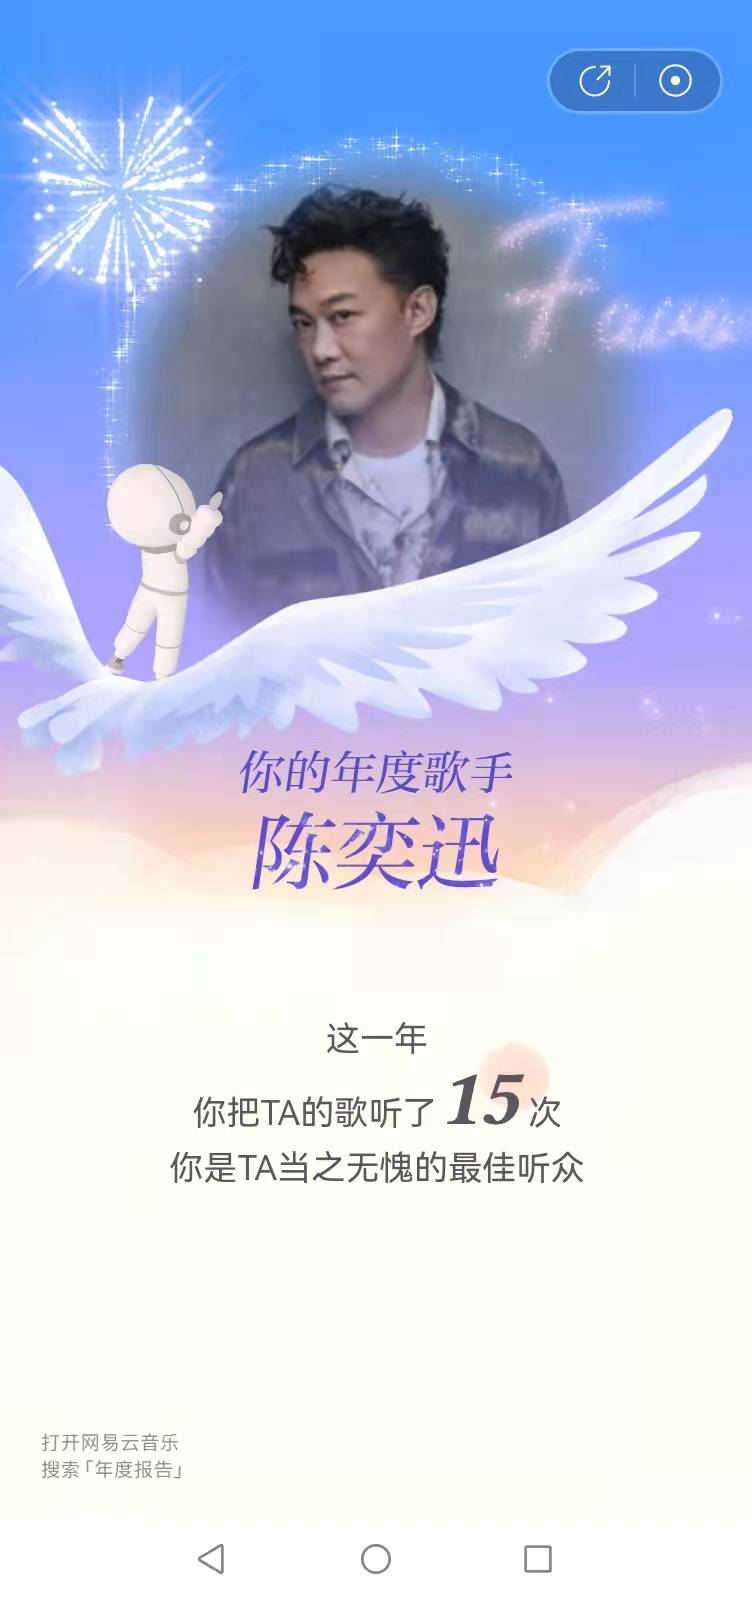 你的年度歌手
陈奕迅
这一年
你把TA的歌听了 15 次
你是TA当之无愧的最佳听众
打开网易云音乐
搜索「年度报告」